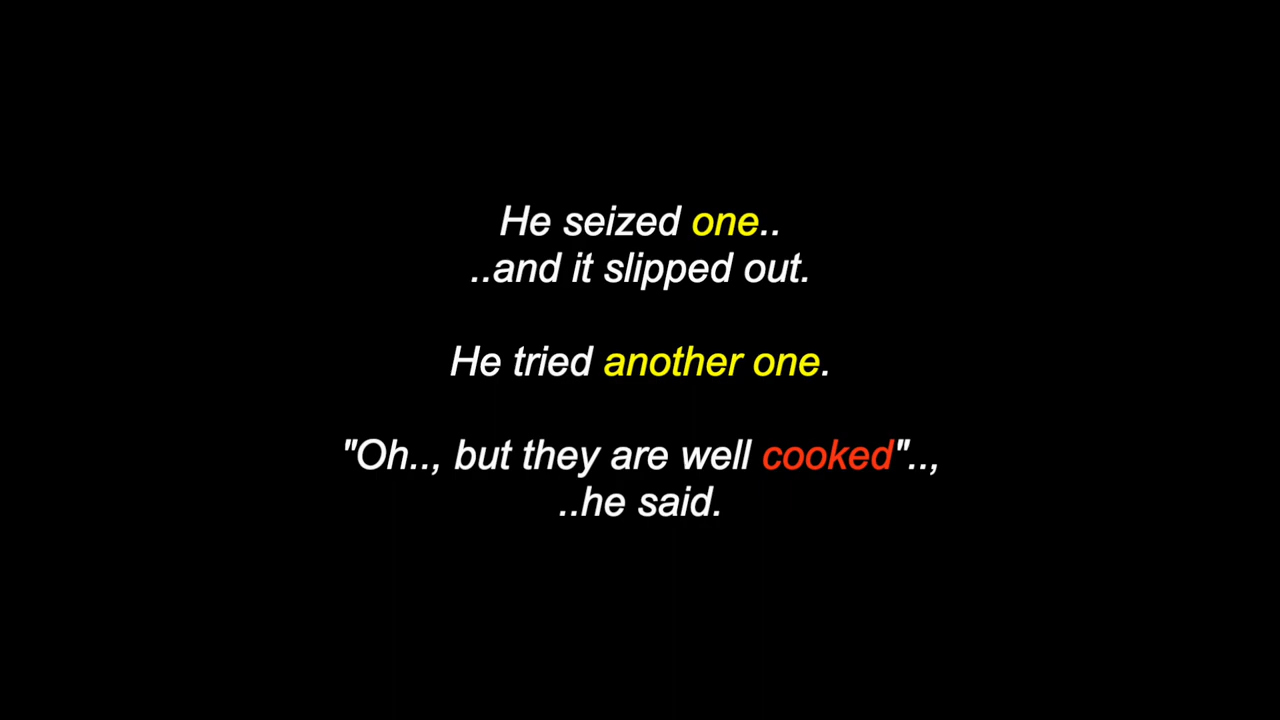 He seized one..
..and it slipped out.
He tried another one.
"Oh.., but they are well cooked"..,
..he said.